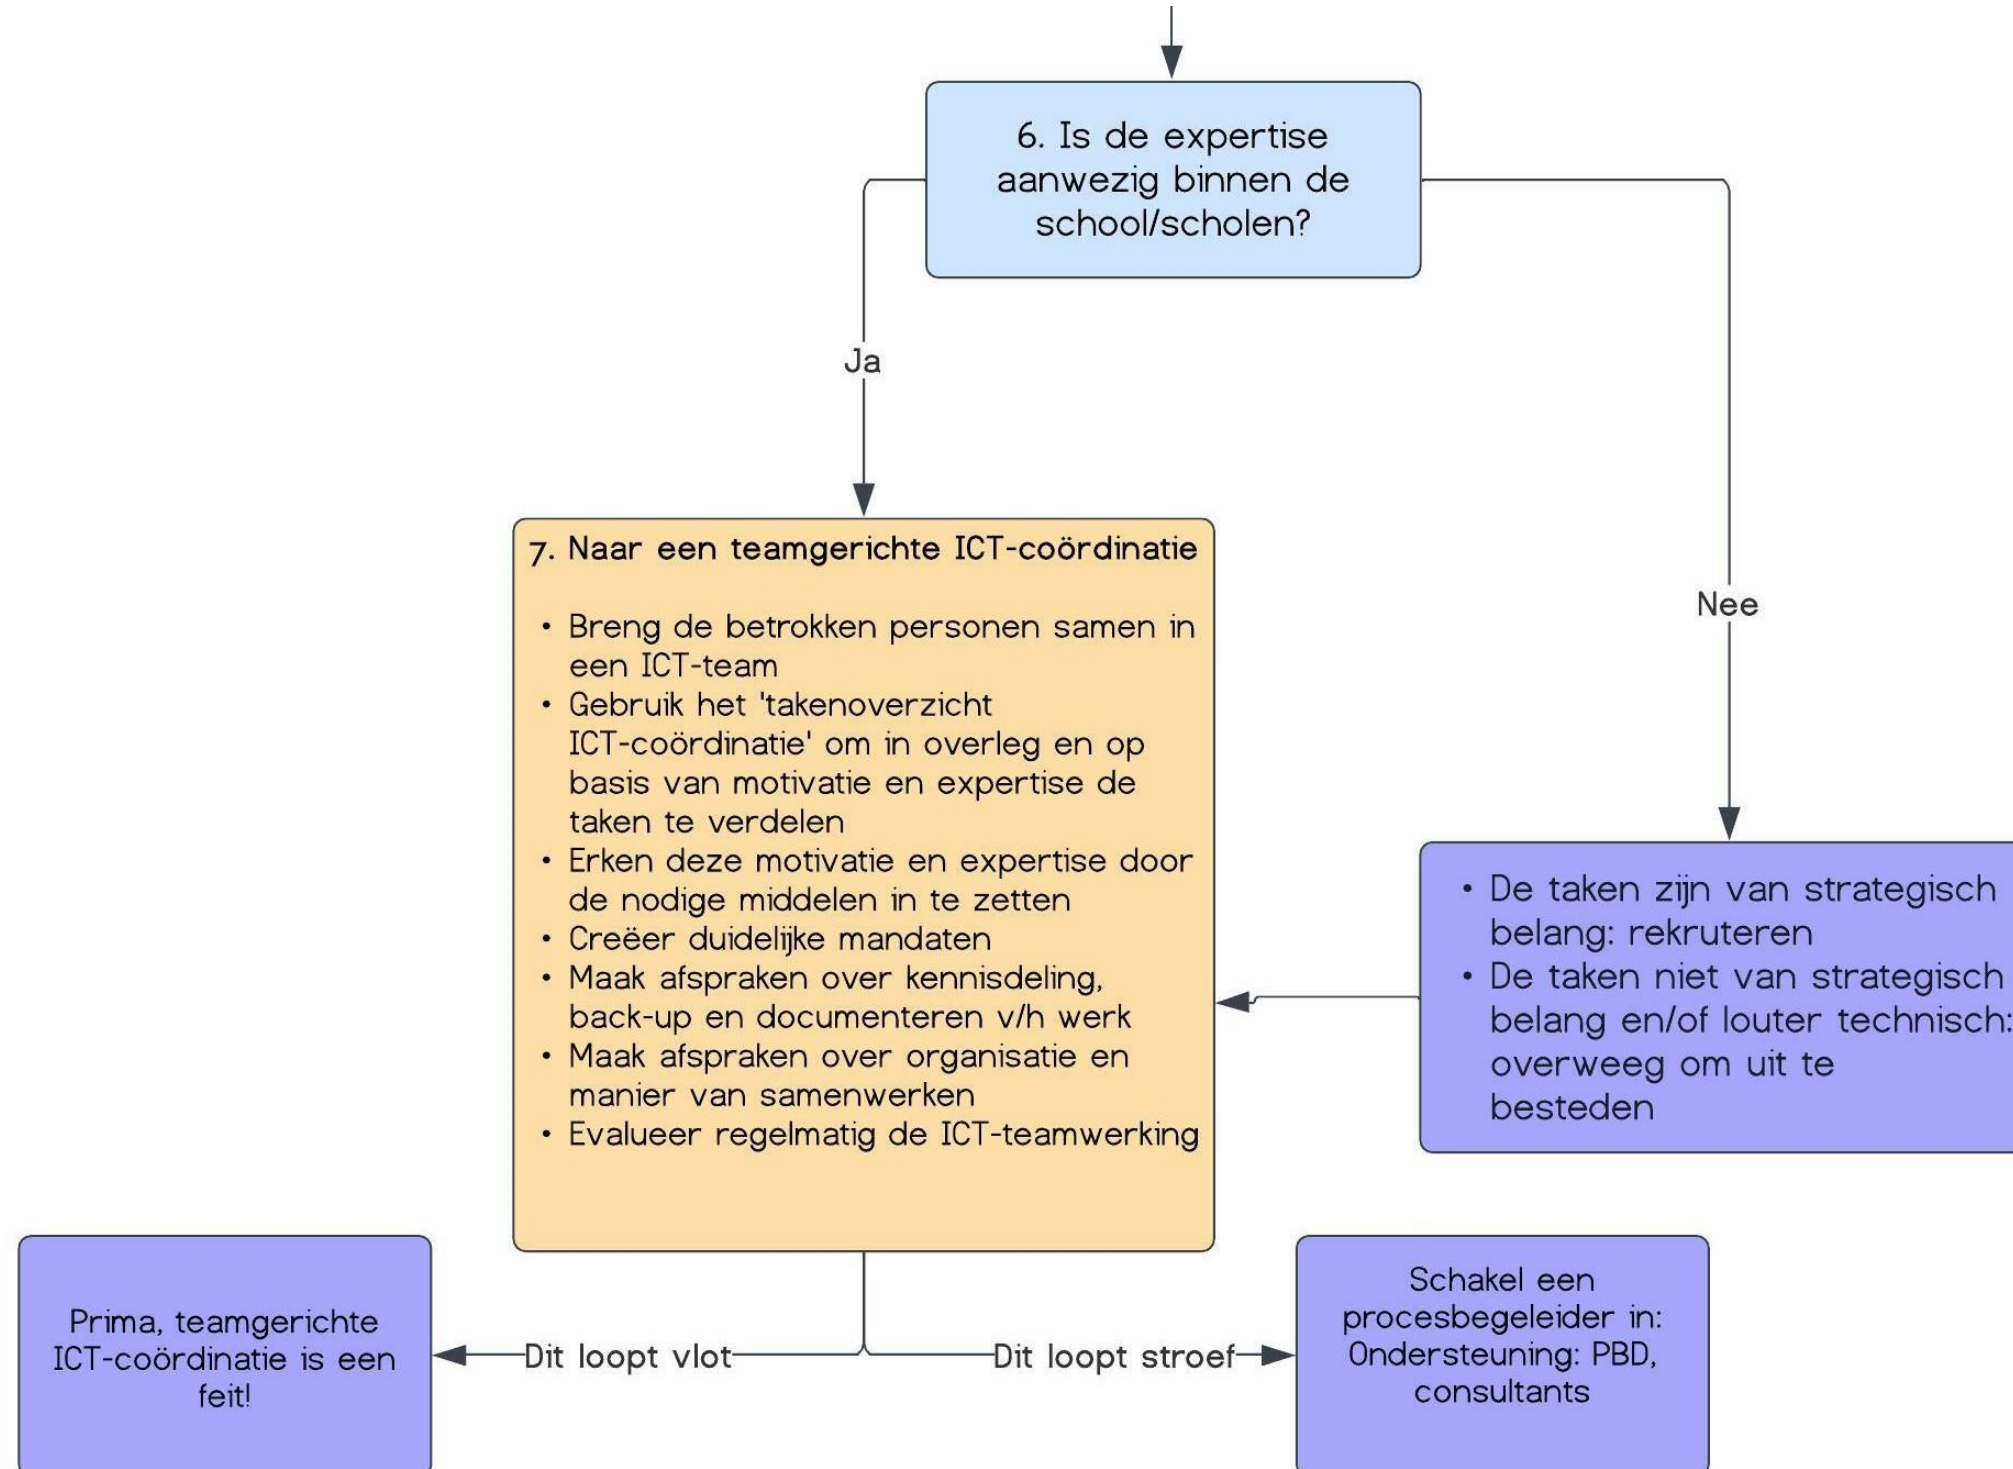 6. Is de expertise
aanwezig binnen de
school/scholen?
Ja
Nee
7. Naar een teamgerichte ICT-coördinatie
• Breng de betrokken personen samen in
een ICT-team
• Gebruik het 'takenoverzicht
ICT-coördinatie' om in overleg en op
basis van motivatie en expertise de
taken te verdelen
• Erken deze motivatie en expertise door
de nodige middelen in te zetten
• Creëer duidelijke mandaten
• Maak afspraken over kennisdeling,
back-up en documenteren v/h werk
• Maak afspraken over organisatie en
manier van samenwerken
• Evalueer regelmatig de ICT-teamwerking
• De taken zijn van strategisch
belang: rekruteren
• De taken niet van strategisch
belang en/of louter technisch:
overweeg om uit te
besteden
Prima, teamgerichte
ICT-coördinatie is een
feit!
Dit loopt vlot
Dit loopt stroef
Schakel een
procesbegeleider in:
Ondersteuning: PBD,
consultants